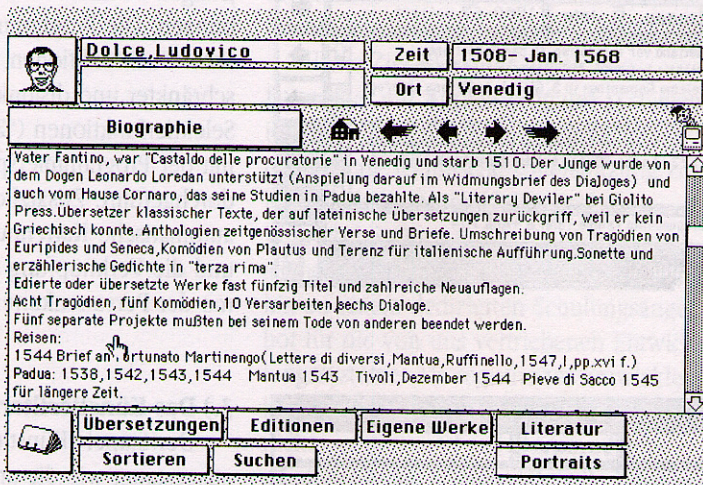 Dolce,Ludovico
Zeit
1508- Jan. 1568
Ort
Venedig
Biographie
Vater Fantino, war "Castaldo delle procuratorie" in Venedig und starb 1510. Der Junge wurde von
dem Dogen Leonardo Loredan unterstützt (Anspielung darauf im Widmungsbrief des Dialoges) und
auch vom Hause Cornaro, das seine Studien in Padua bezahlte. Als "Literary Deviler" bei Giolito
Press.Übersetzer klassischer Texte, der auf lateinische Übersetzungen zurückgriff, weil er kein
Griechisch konnte. Anthologien zeitgenössischer Verse und Briefe. Umschreibung von Tragödien von
Euripides und Seneca,Komödien von Plautus und Terenz für italienische Aufführung.Sonette und
erzählerische Gedichte in "terza rima".
Edierte oder übersetzte Werke fast fünfzig Titel und zahlreiche Neuauflagen.
Acht Tragödien, fünf Komödien,10 Versarbeiten,sechs Dialoge.
Fünf separate Projekte mußten bei seinem Tode von anderen beendet werden.
Reisen:
1544 Brief an Fortunato Martinengo(Lettere di diversi,Mantua,Ruffinello,1547,I,pp.xvi f.)
Padua: 1538,1542,1543,1544 Mantua 1543 Tivoli,Dezember 1544 Pieve di Sacco 1545
für längere Zeit.
Übersetzungen
Editionen
Eigene Werke
Literatur
Sortieren
Suchen
Portraits